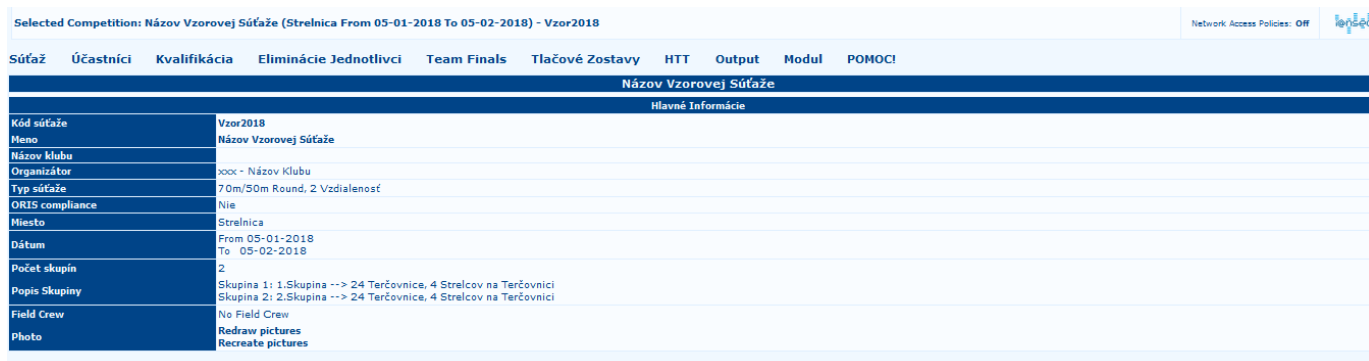 Selected Competition: Názov Vzorovej Súťaže (Strelnica From 05-01-2018 To 05-02-2018) - Vzor2018
Network Access Policies: Off
Súťaž Účastníci Kvalifikácia Eliminácie Jednotlivci Team Finals Tlačové Zostavy HTT Output Modul POMOC!
Názov Vzorovej Súťaže
Hlavné Informácie
Kód súťaže Vzor2018
Meno Názov Vzorovej Súťaže
Názov klubu
Organizátor xxx - Názov Klubu
Typ súťaže 70m/50m Round, 2 Vzdialenosť
ORIS compliance Nie
Miesto Strelnica
Dátum From 05-01-2018
To 05-02-2018
Počet skupín 2
Popis Skupiny Skupina 1: 1.Skupina --> 24 Terčovnice, 4 Strelcov na Terčovnici
Skupina 2: 2.Skupina --> 24 Terčovnice, 4 Strelcov na Terčovnici
Field Crew No Field Crew
Photo Redraw pictures
Recreate pictures